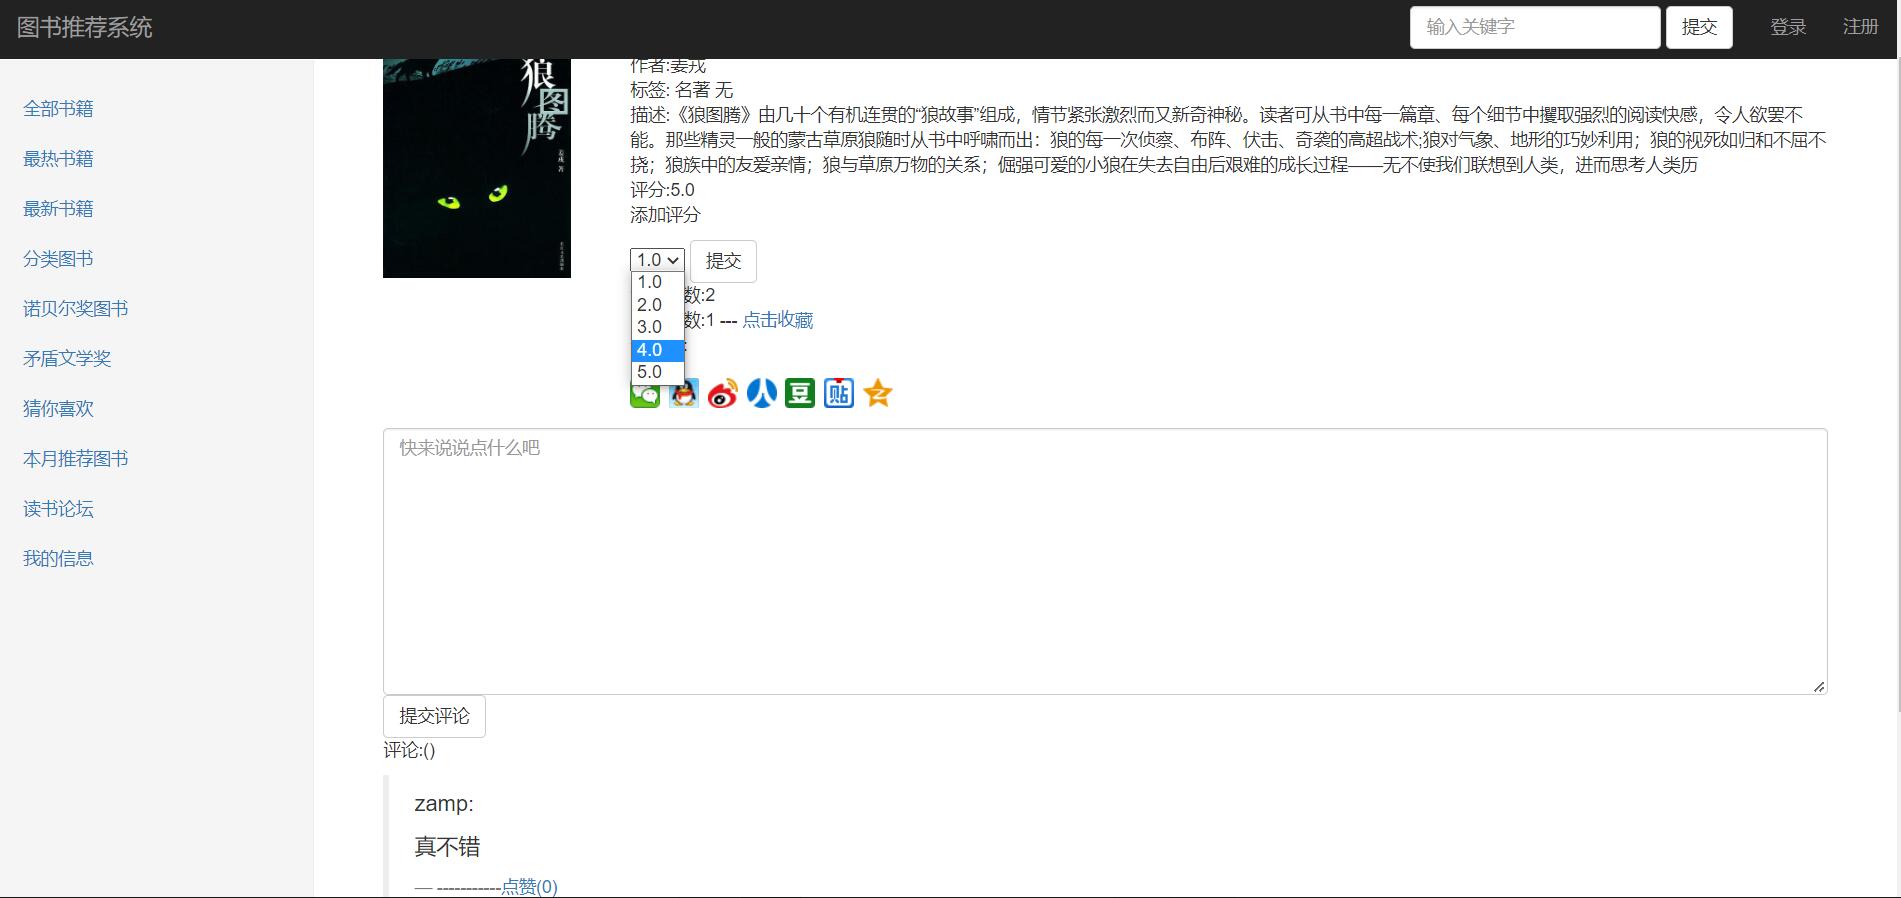 图书推荐系统
输入关键字
提交
登录
注册
全部书籍
最热书籍
最新书籍
分类图书
诺贝尔奖图书
矛盾文学奖
猜你喜欢
本月推荐图书
读书论坛
我的信息
狼
图
腾
姜戎 著
作者:姜戎
标签: 名著 无
描述:《狼图腾》由几十个有机连贯的“狼故事”组成，情节紧张激烈而又新奇神秘。读者可从书中每一篇章、每个细节中攫取强烈的阅读快感，令人欲罢不
能。那些精灵一般的蒙古草原狼随时从书中呼啸而出：狼的每一次侦察、布阵、伏击、奇袭的高超战术;狼对气象、地形的巧妙利用；狼的视死如归和不屈不
挠；狼族中的友爱亲情；狼与草原万物的关系；倔强可爱的小狼在失去自由后艰难的成长过程——无不使我们联想到人类，进而思考人类历
评分:5.0
添加评分
1.0
提交
1.0
2.0
3.0
4.0
5.0
数:2
数:1 --- 点击收藏
:
豆
贴
快来说说点什么吧
提交评论
评论:()
zamp:
真不错
— -----------点赞(0)